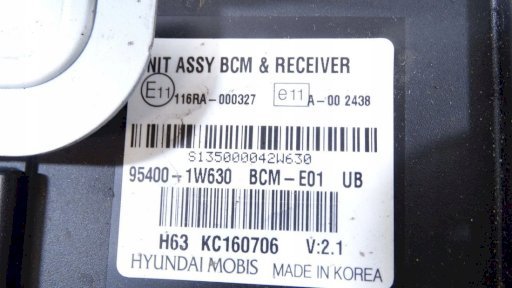 NIT ASSY BCM & RECEIVER
E11 116RA-000327 e11 A-00 2438
S135000042W630
95400-1W630 BCM-E01 UB
H63 KC160706 V:2.1
HYUNDAI MOBIS MADE IN KOREA